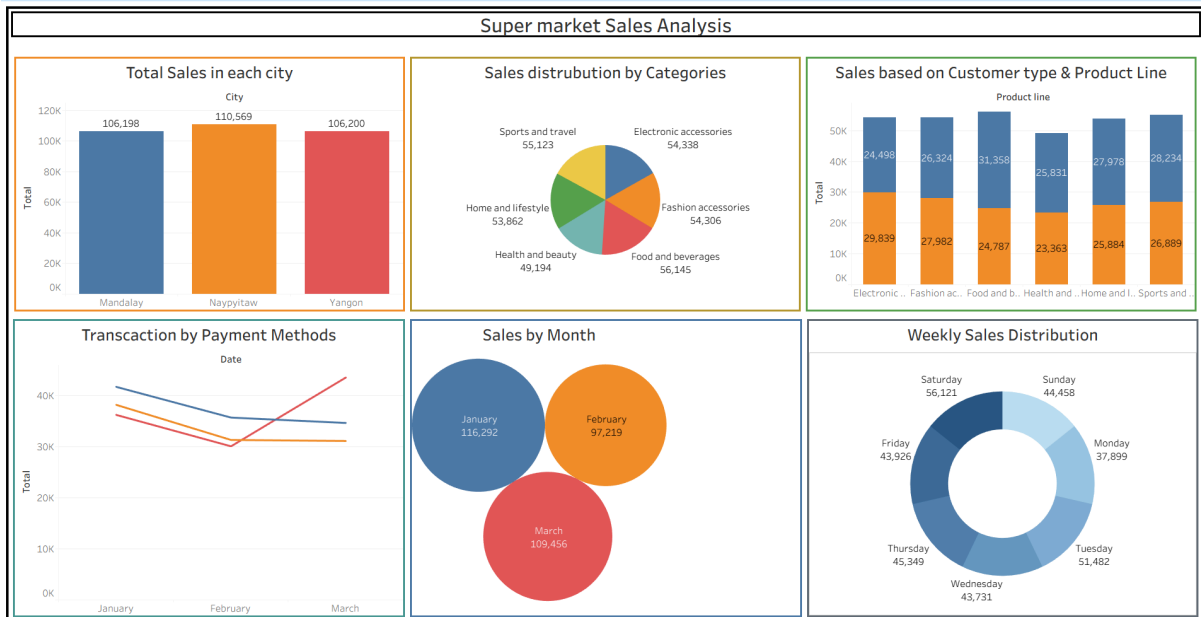 Super market Sales Analysis
Total Sales in each city
City
120K
100K
80K
60K
40K
20K
0K
Total
106,198
110,569
106,200
Mandalay
Naypyitaw
Yangon
Sales distrubution by Categories
Sports and travel
55,123
Electronic accessories
54,338
Home and lifestyle
53,862
Fashion accessories
54,306
Health and beauty
49,194
Food and beverages
56,145
Sales based on Customer type & Product Line
Product line
50K
40K
30K
20K
10K
0K
Total
24,498
26,324
31,358
25,831
27,978
28,234
29,839
27,982
24,787
23,363
25,884
26,889
Electronic ..
Fashion ac..
Food and b..
Health and ..
Home and l..
Sports and ..
Transcaction by Payment Methods
Date
40K
30K
20K
10K
0K
Total
January
February
March
Sales by Month
January
116,292
February
97,219
March
109,456
Weekly Sales Distribution
Saturday
56,121
Sunday
44,458
Friday
43,926
Monday
37,899
Thursday
45,349
Tuesday
51,482
Wednesday
43,731